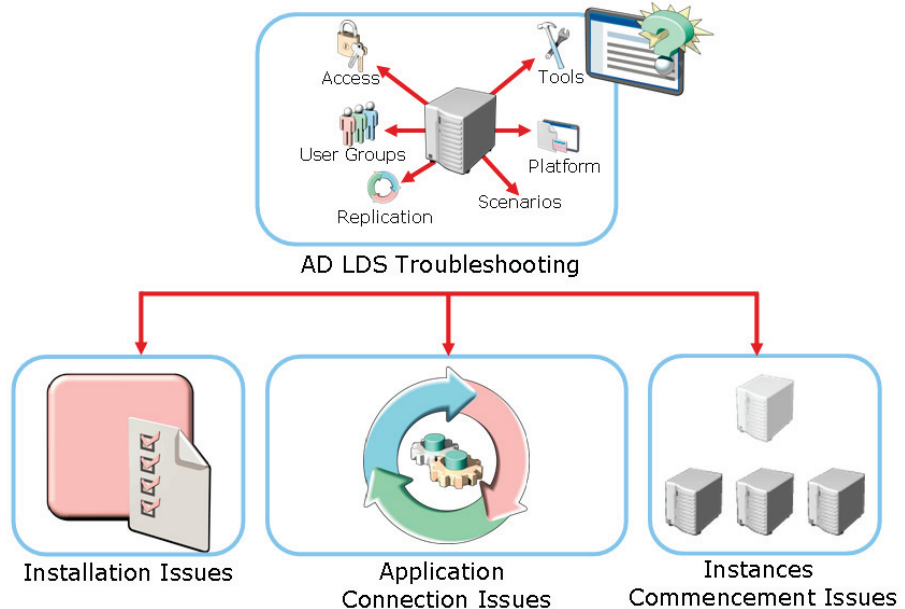 Access
Tools
User Groups
Platform
Replication
Scenarios
AD LDS Troubleshooting
Installation Issues
Application
Connection Issues
Instances
Commencement Issues